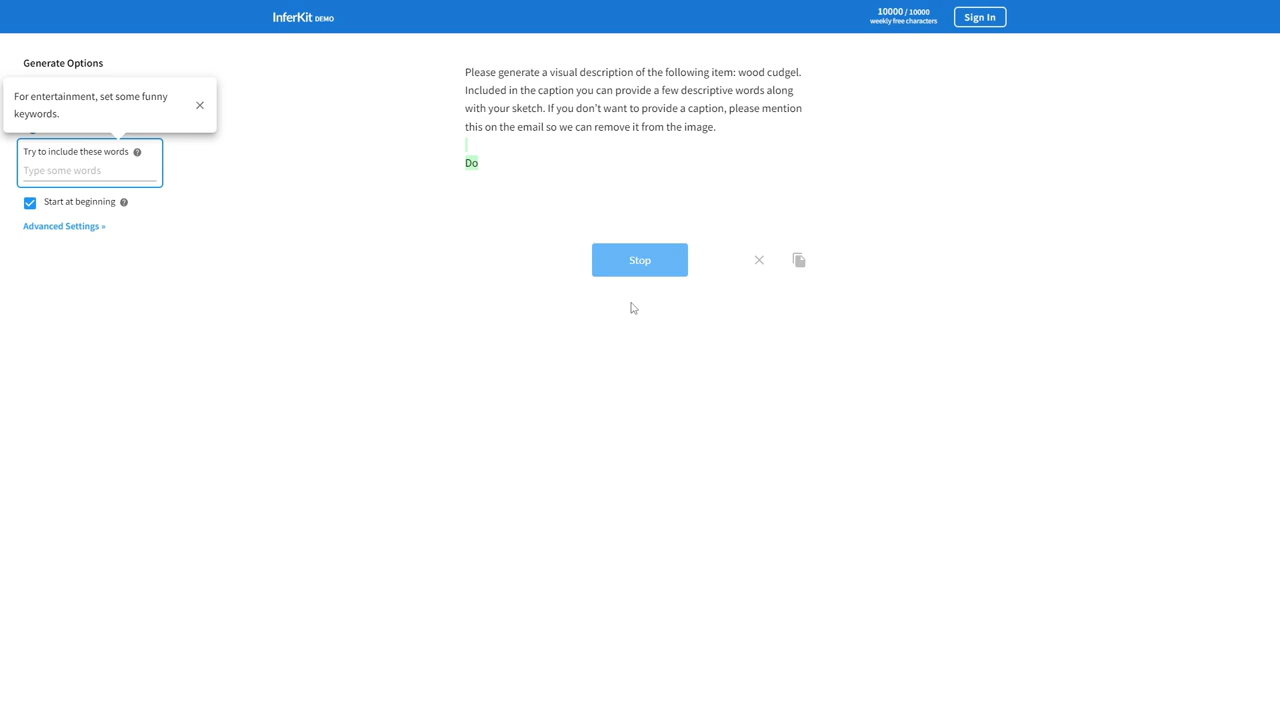 InferKit DEMO
10000 / 10000
weekly free characters
Sign In
Generate Options
For entertainment, set some funny
keywords.
Try to include these words
Type some words
Start at beginning
Advanced Settings »
Please generate a visual description of the following item: wood cudgel.
Included in the caption you can provide a few descriptive words along
with your sketch. If you don't want to provide a caption, please mention
this on the email so we can remove it from the image.
Do
Stop